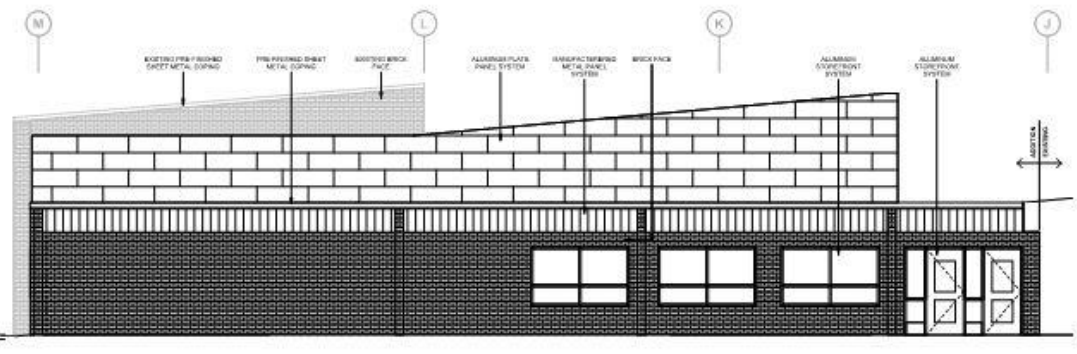 M
L
K
J
EXISTING PRE-FINISHED
SHEET METAL COPING
PRE-FINISHED SHEET
METAL COPING
EXISTING BRICK
FACE
ALUMINUM PLATE
PANEL SYSTEM
MANUFACTURERED
METAL PANEL
SYSTEM
BRICK FACE
ALUMINUM
STOREFRONT
SYSTEM
ALUMINUM
STOREFRONT
SYSTEM
ADDITION
EXISTING